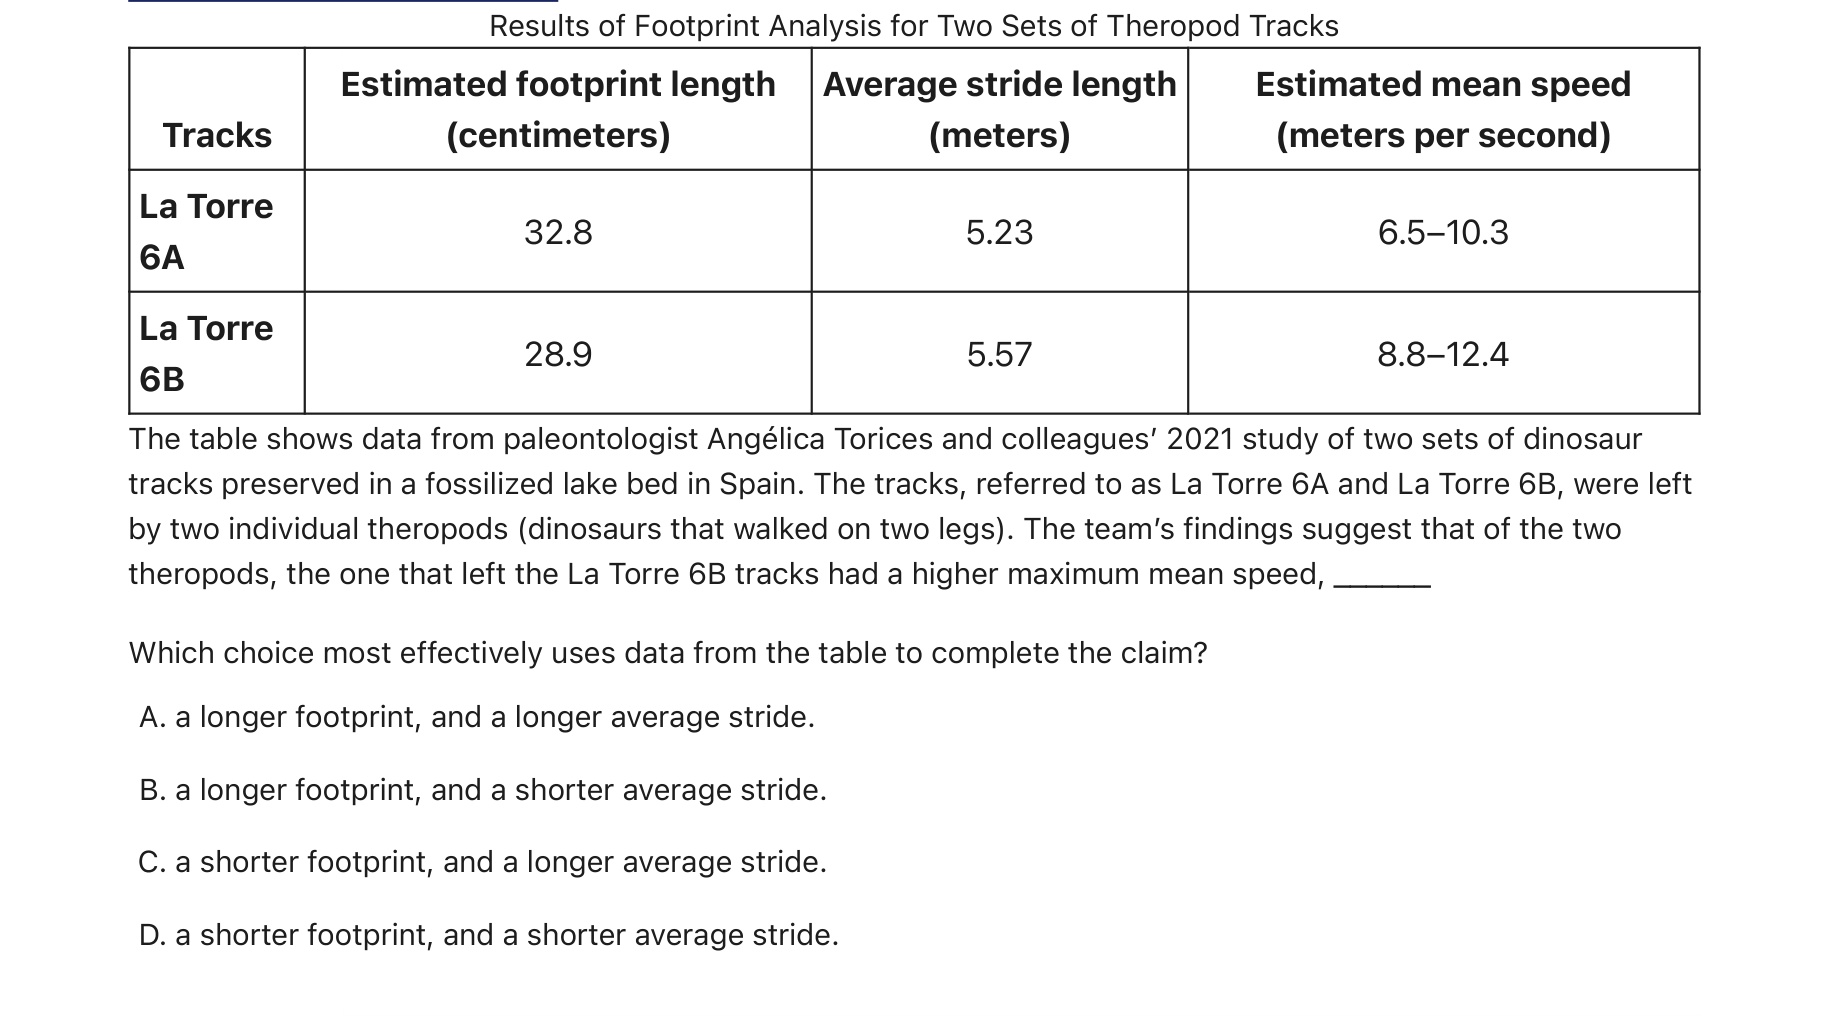 Results of Footprint Analysis for Two Sets of Theropod Tracks
Tracks
Estimated footprint length
(centimeters)
Average stride length
(meters)
Estimated mean speed
(meters per second)
La Torre
6A
32.8
5.23
6.5–10.3
La Torre
6B
28.9
5.57
8.8–12.4
The table shows data from paleontologist Angélica Torices and colleagues’ 2021 study of two sets of dinosaur
tracks preserved in a fossilized lake bed in Spain. The tracks, referred to as La Torre 6A and La Torre 6B, were left
by two individual theropods (dinosaurs that walked on two legs). The team’s findings suggest that of the two
theropods, the one that left the La Torre 6B tracks had a higher maximum mean speed, ______
Which choice most effectively uses data from the table to complete the claim?
A. a longer footprint, and a longer average stride.
B. a longer footprint, and a shorter average stride.
C. a shorter footprint, and a longer average stride.
D. a shorter footprint, and a shorter average stride.